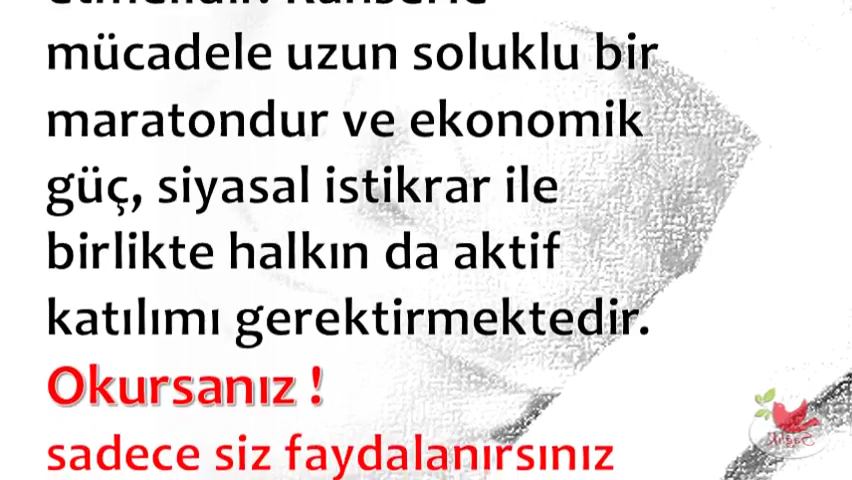 mücadele uzun soluklu bir
maratondur ve ekonomik
güç, siyasal istikrar ile
birlikte halkın da aktif
katılımı gerektirmektedir.
Okursanız !
sadece siz faydalanırsınız